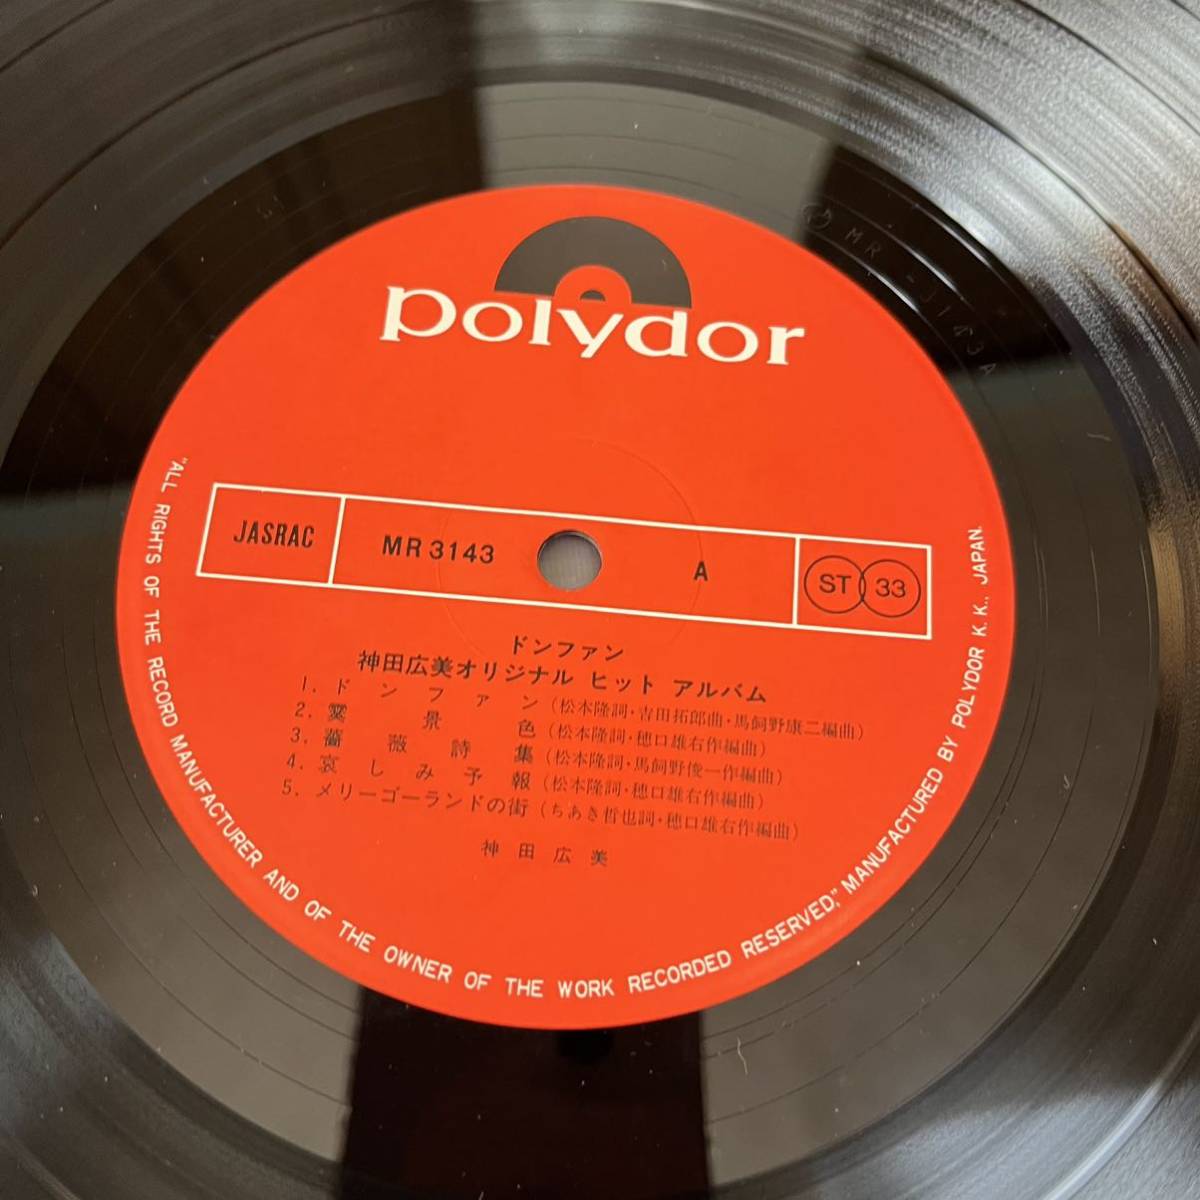 polydor
JASRAC
MR 3143
A
ST 33
ドンファン
神田広美オリジナル ヒット アルバム
1. ドンファン (松本隆詞・吉田拓郎曲・馬飼野康二編曲)
2. 景色 (松本隆詞・穂口雄右作編曲)
3. 薔薇詩集 (松本隆詞・馬飼野俊一作編曲)
4. 哀しみ予報 (松本隆詞・穂口雄右作編曲)
5. メリーゴーランドの街 (ちあき哲也詞・穂口雄右作編曲)
神田広美
"ALL RIGHTS OF THE RECORD MANUFACTURER AND OF THE OWNER OF THE WORK RECORDED RESERVED," MANUFACTURED BY POLYDOR K.K., JAPAN.
MR-3143A